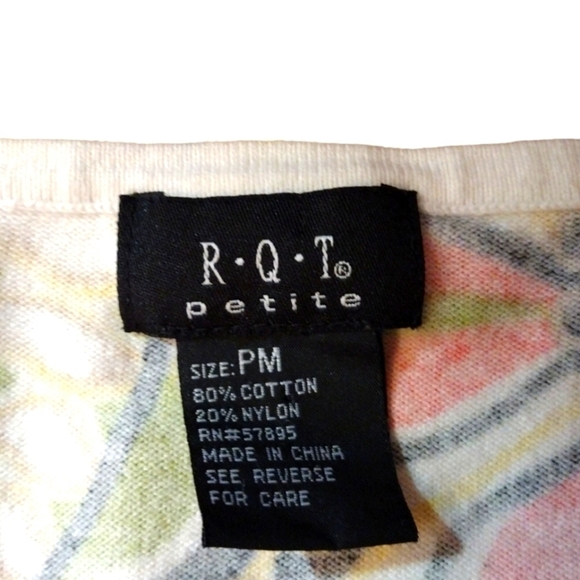 R·Q·T®
petite
SIZE: PM
80% COTTON
20% NYLON
RN#57895
MADE IN CHINA
SEE REVERSE
FOR CARE